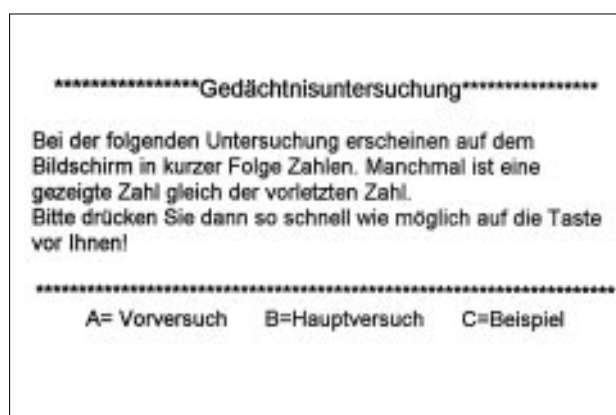 ***************Gedächtnisuntersuchung**************
Bei der folgenden Untersuchung erscheinen auf dem
Bildschirm in kurzer Folge Zahlen. Manchmal ist eine
gezeigte Zahl gleich der vorletzten Zahl.
Bitte drücken Sie dann so schnell wie möglich auf die Taste
vor Ihnen!
************************************************************
A= Vorversuch B=Hauptversuch C=Beispiel